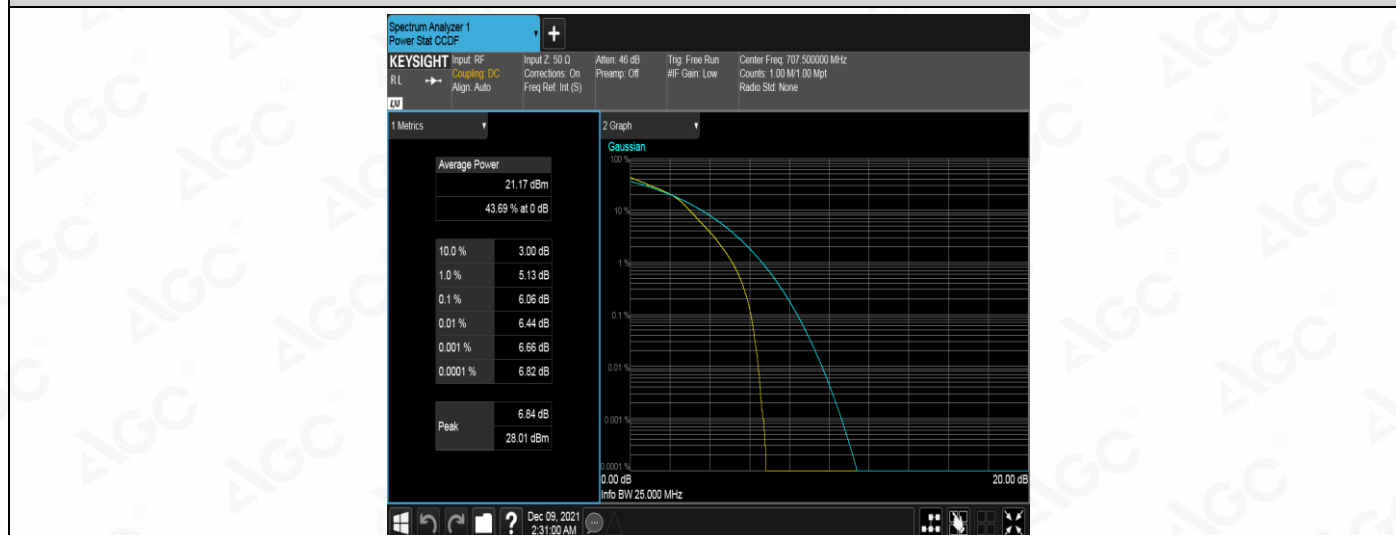 Spectrum Analyzer 1
Power Stat CCDF
+
KEYSIGHT
RL
LXI
Input: RF
Coupling: DC
Align: Auto
Input Z: 50 Ω
Corrections: On
Freq Ref: Int (S)
Atten: 46 dB
Preamp: Off
Trig: Free Run
#IF Gain: Low
Center Freq: 707.500000 MHz
Counts: 1.00 M/1.00 Mpt
Radio Std: None
1 Metrics
Average Power
21.17 dBm
43.69 % at 0 dB
10.0 % 3.00 dB
1.0 % 5.13 dB
0.1 % 6.06 dB
0.01 % 6.44 dB
0.001 % 6.66 dB
0.0001 % 6.82 dB
Peak 6.84 dB
28.01 dBm
2 Graph
Gaussian
100 %
10 %
1 %
0.1 %
0.01 %
0.001 %
0.0001 %
0.00 dB 20.00 dB
Info BW 25.000 MHz
?
Dec 09, 2021
2:31:00 AM
AGC